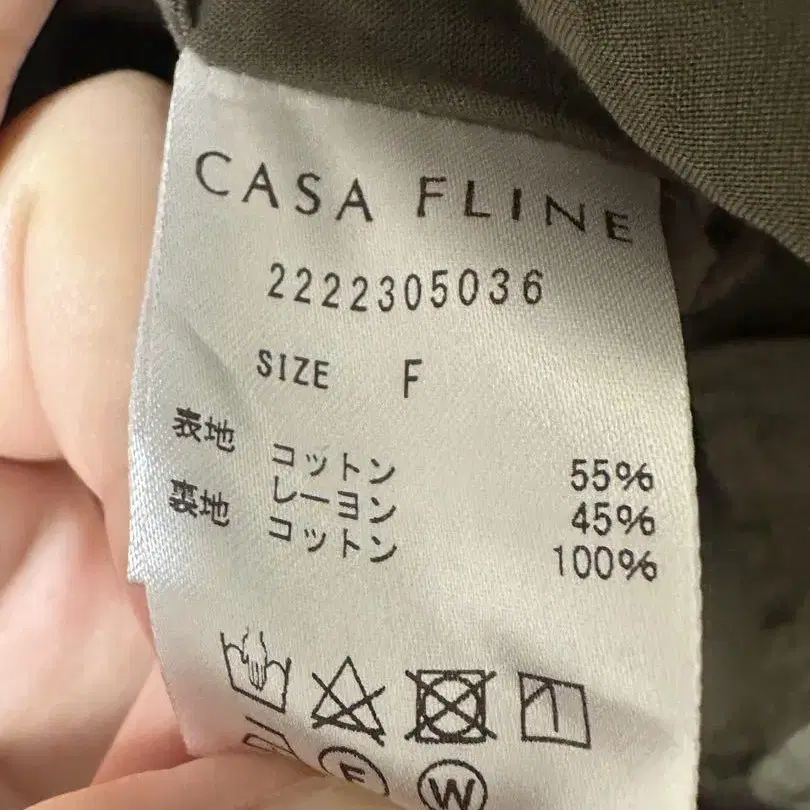 CASA FLINE
2222305036
SIZE F
表地 コットン 55%
レーヨン 45%
裏地 コットン 100%
F W